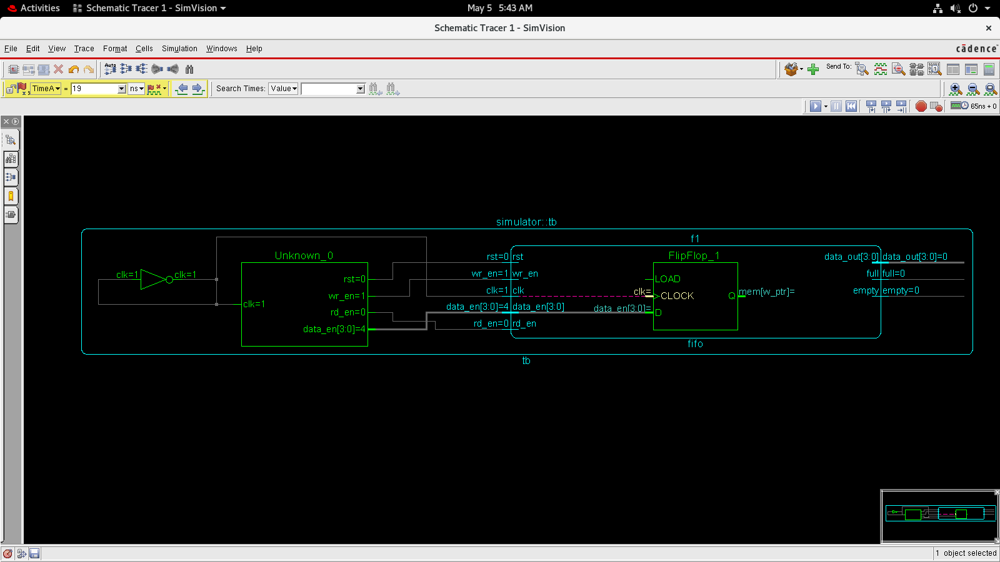 Activities Schematic Tracer 1 - SimVision May 5 5:43 AM
Schematic Tracer 1 - SimVision
File Edit View Trace Format Cells Simulation Windows Help cādence
Auto Send To:
TimeA = 19 ns Search Times: Value
65ns + 0
simulator::tb
f1
Unknown_0 FlipFlop_1
rst=0 rst data_out[3:0] data_out[3:0]=0
clk=1 clk=1 rst=0 wr_en=1 wr_en LOAD full full=0
wr_en=1 clk=1 clk clk= CLOCK Q mem[w_ptr]= empty empty=0
clk=1 data_en[3:0]=4 data_en[3:0] data_en[3:0]= D
rd_en=0 rd_en=0 rd_en
data_en[3:0]=4
fifo
tb
1 object selected